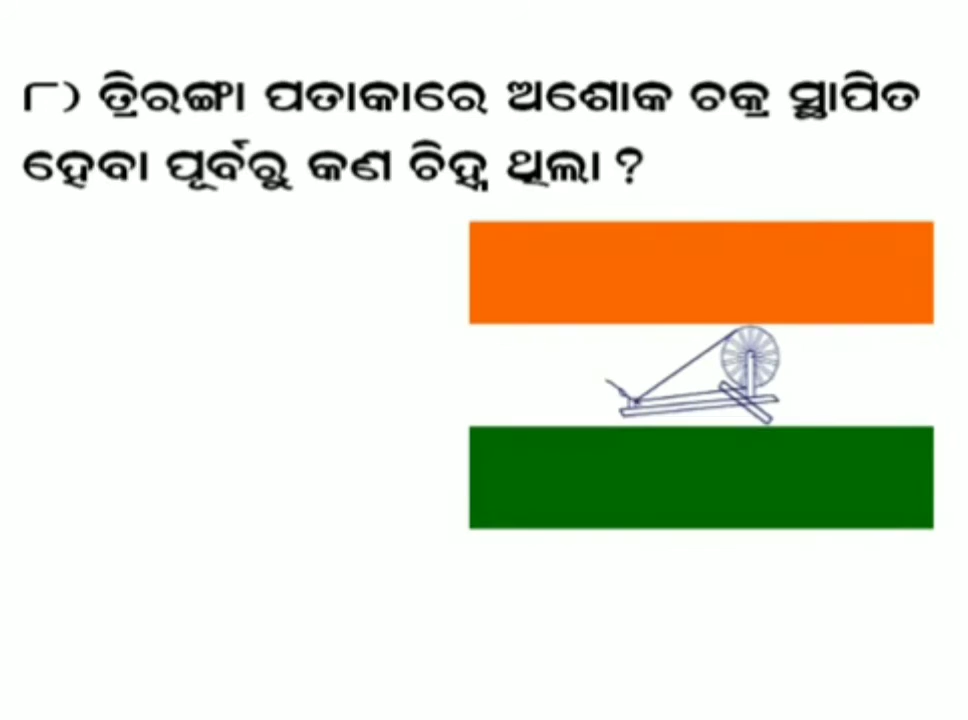 ୮) ତ୍ରିରଙ୍ଗା ପତାକାରେ ଅଶୋକ ଚକ୍ର ସ୍ଥାପିତ
ହେବା ପୂର୍ବରୁ କଣ ଚିହ୍ନ ଥିଲା ?